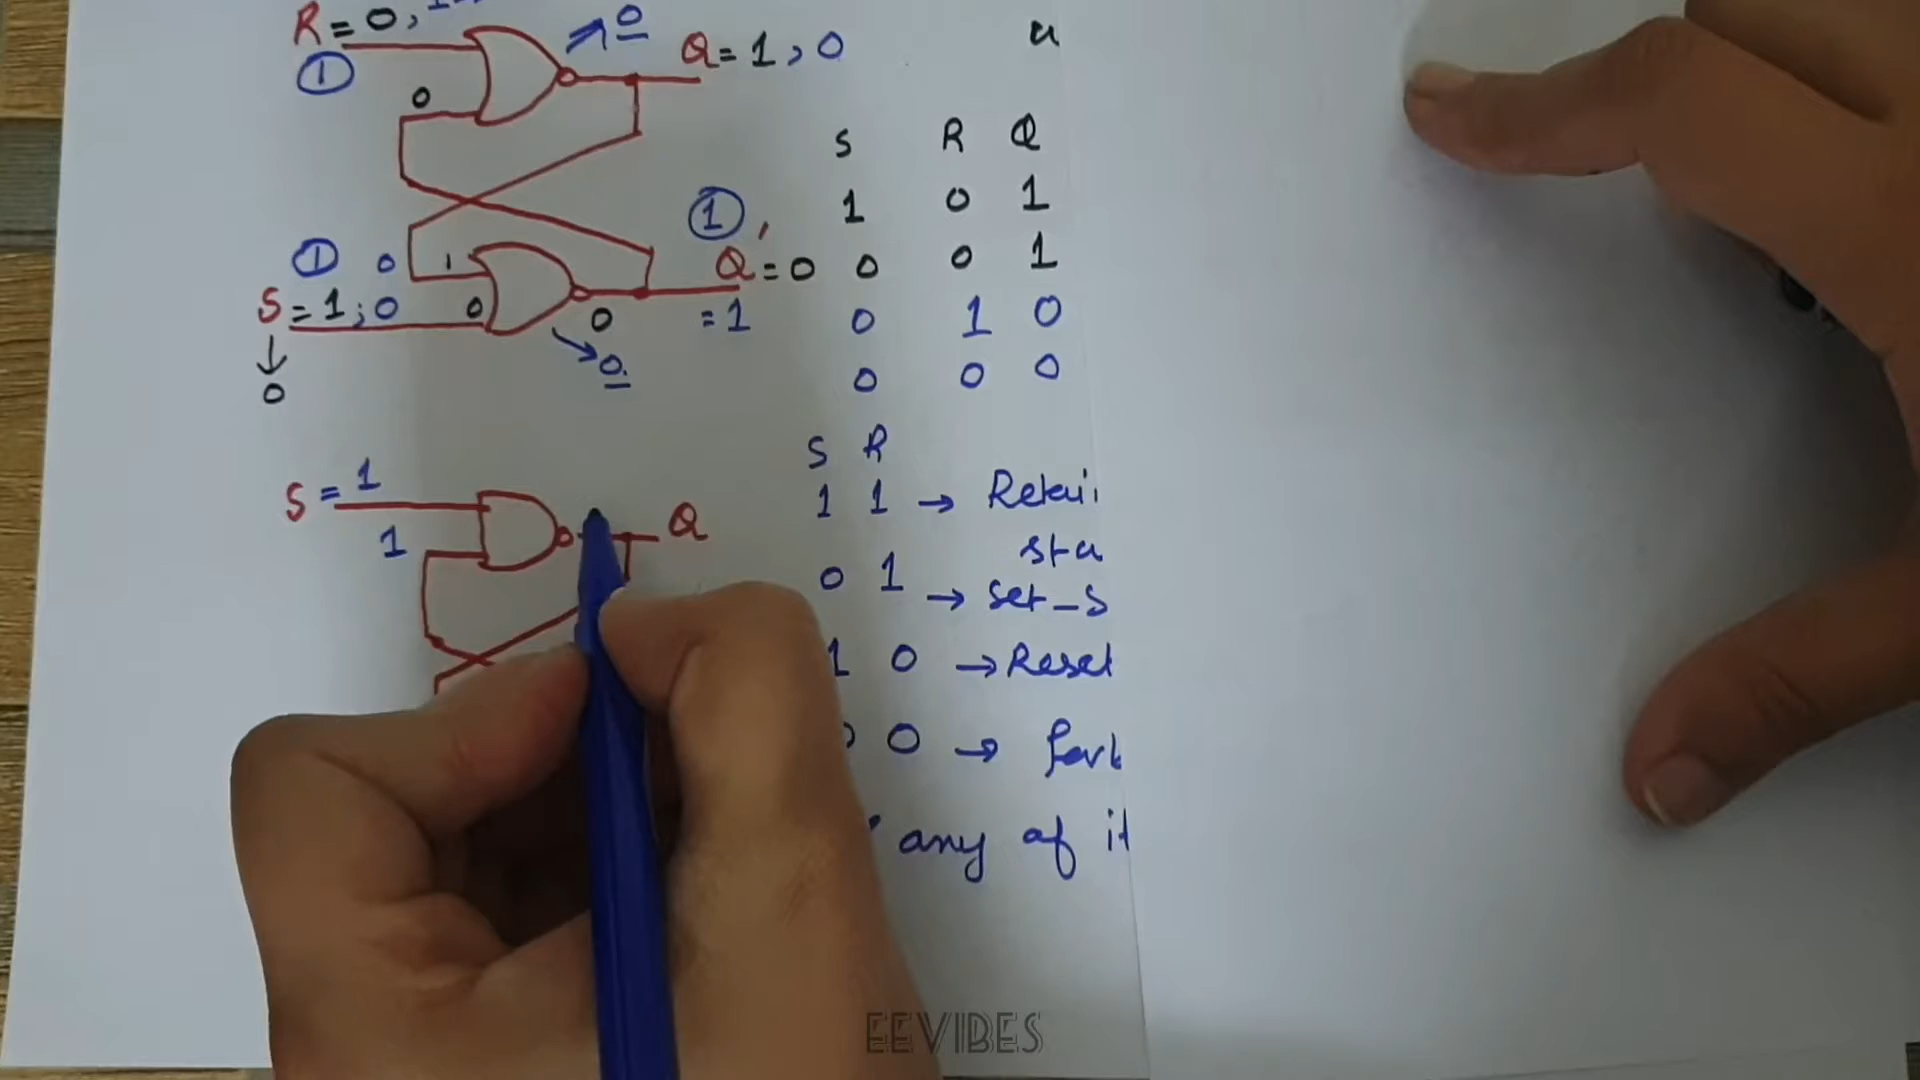 R = 0,
0
Q = 1 , 0
1
0
S R Q
1 0 1
0 0 1
0 1 0
0 0 0
1 ,
1 0 1
Q = 0
S = 1 ; 0 0
0 = 1
0
0
S R
1 1 → Retai
sta
0 1 → Set - S
1 0 → Reset
0 →
any of it
S = 1
1
Q
EEVIBES